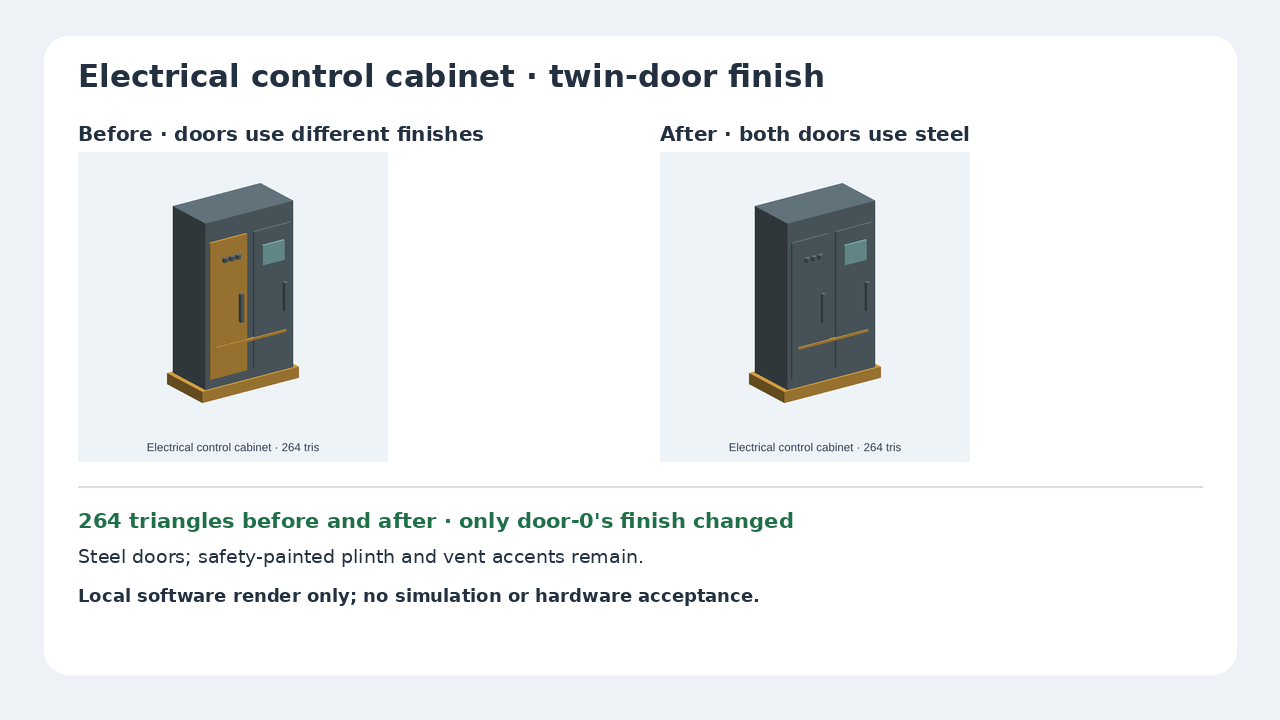 Electrical control cabinet · twin-door finish
Before · doors use different finishes
After · both doors use steel
Electrical control cabinet · 264 tris
Electrical control cabinet · 264 tris
264 triangles before and after · only door-0's finish changed
Steel doors; safety-painted plinth and vent accents remain.
Local software render only; no simulation or hardware acceptance.